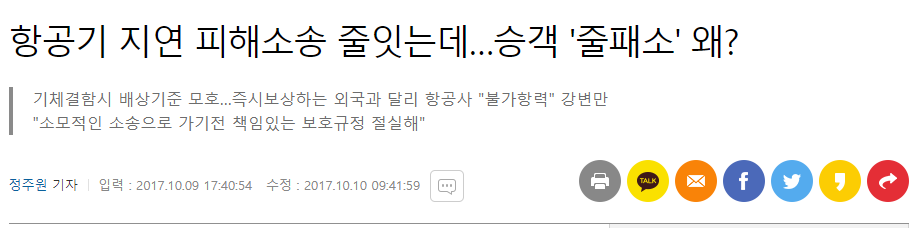 항공기 지연 피해소송 줄잇는데...승객 '줄패소' 왜?
기체결함시 배상기준 모호...즉시보상하는 외국과 달리 항공사 "불가항력" 강변만
"소모적인 소송으로 가기전 책임있는 보호규정 절실해"
정주원 기자 입력 : 2017.10.09 17:40:54 수정 : 2017.10.10 09:41:59
TALK